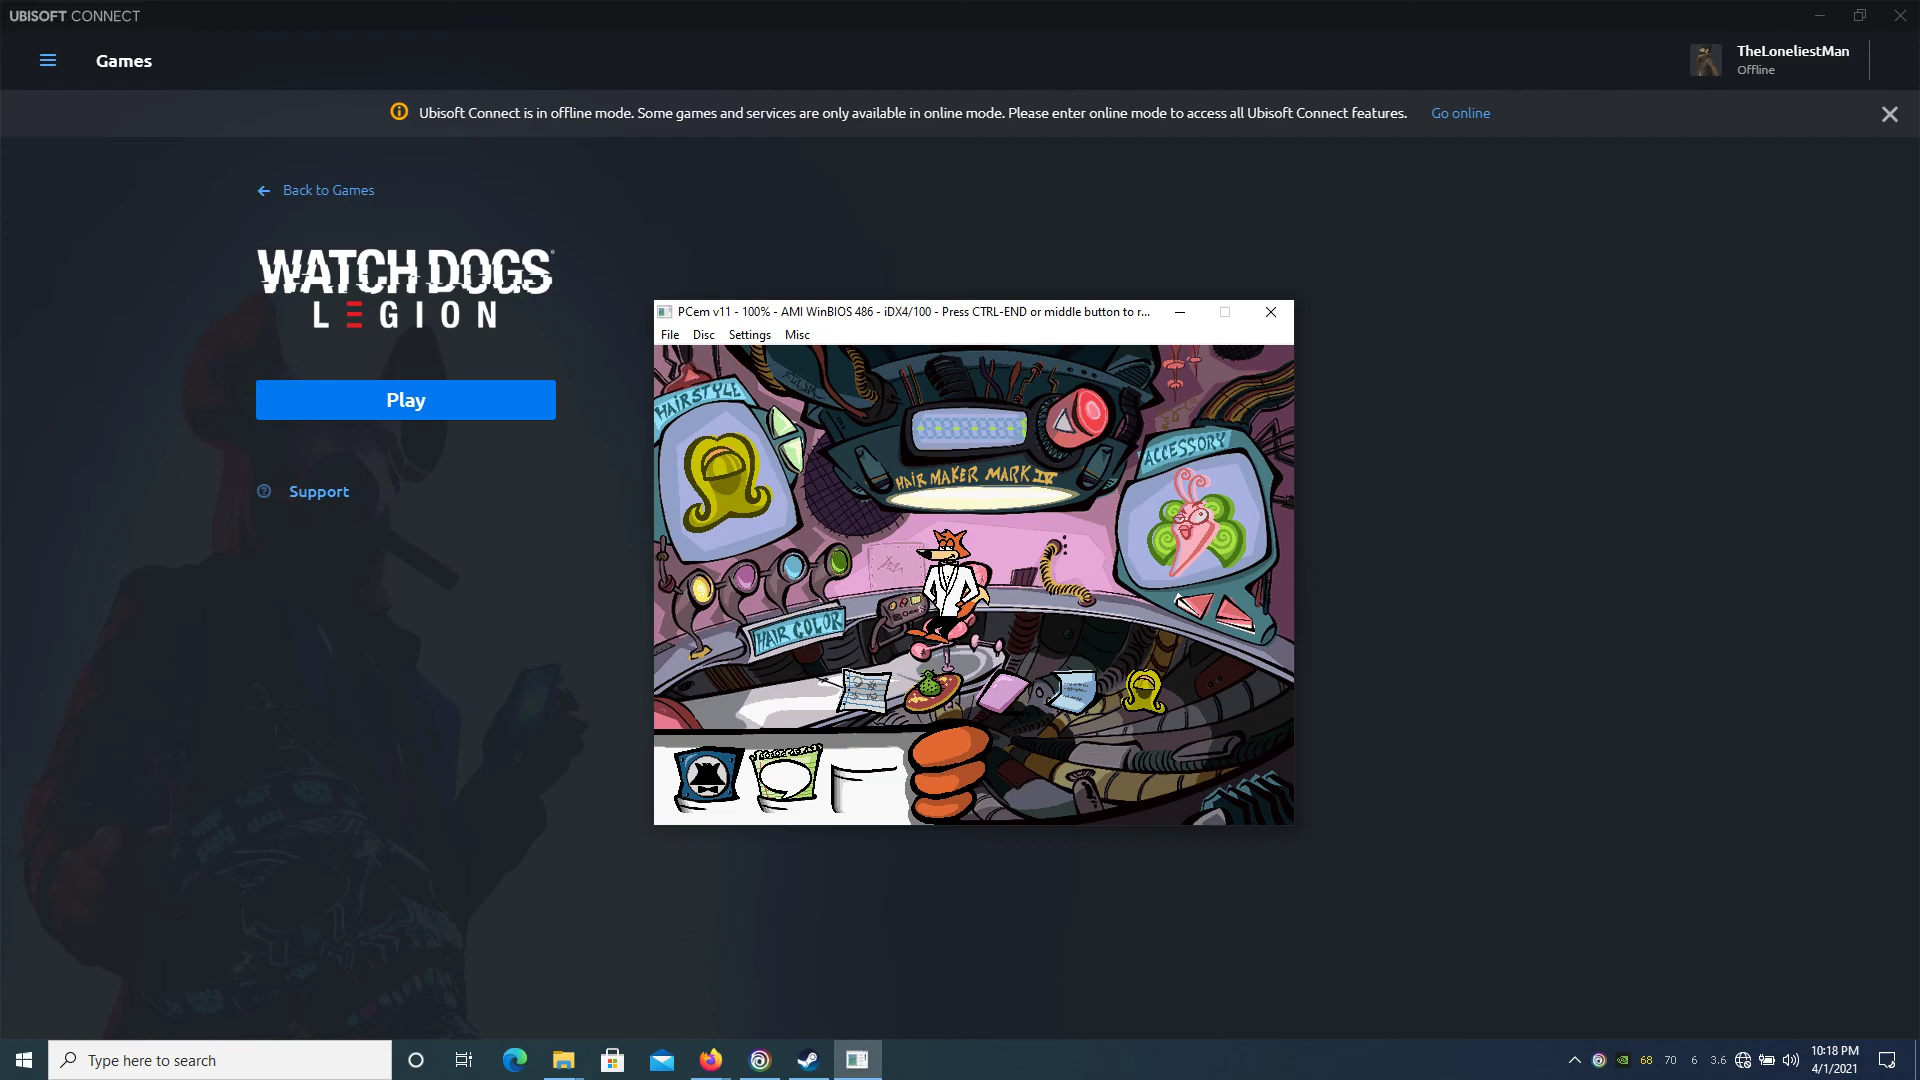 UBISOFT CONNECT
Games
TheLoneliestMan
Offline
Ubisoft Connect is in offline mode. Some games and services are only available in online mode. Please enter online mode to access all Ubisoft Connect features. Go online
Back to Games
WATCH DOGS
LEGION
Play
Support
PCem v11 - 100% - AMI WinBIOS 486 - iDX4/100 - Press CTRL-END or middle button to r...
File Disc Settings Misc
HAIRSTYLE
HAIR MAKER MARK IV
ACCESSORY
HAIR COLOR
Type here to search
68 70 6 3.6
10:18 PM
4/1/2021